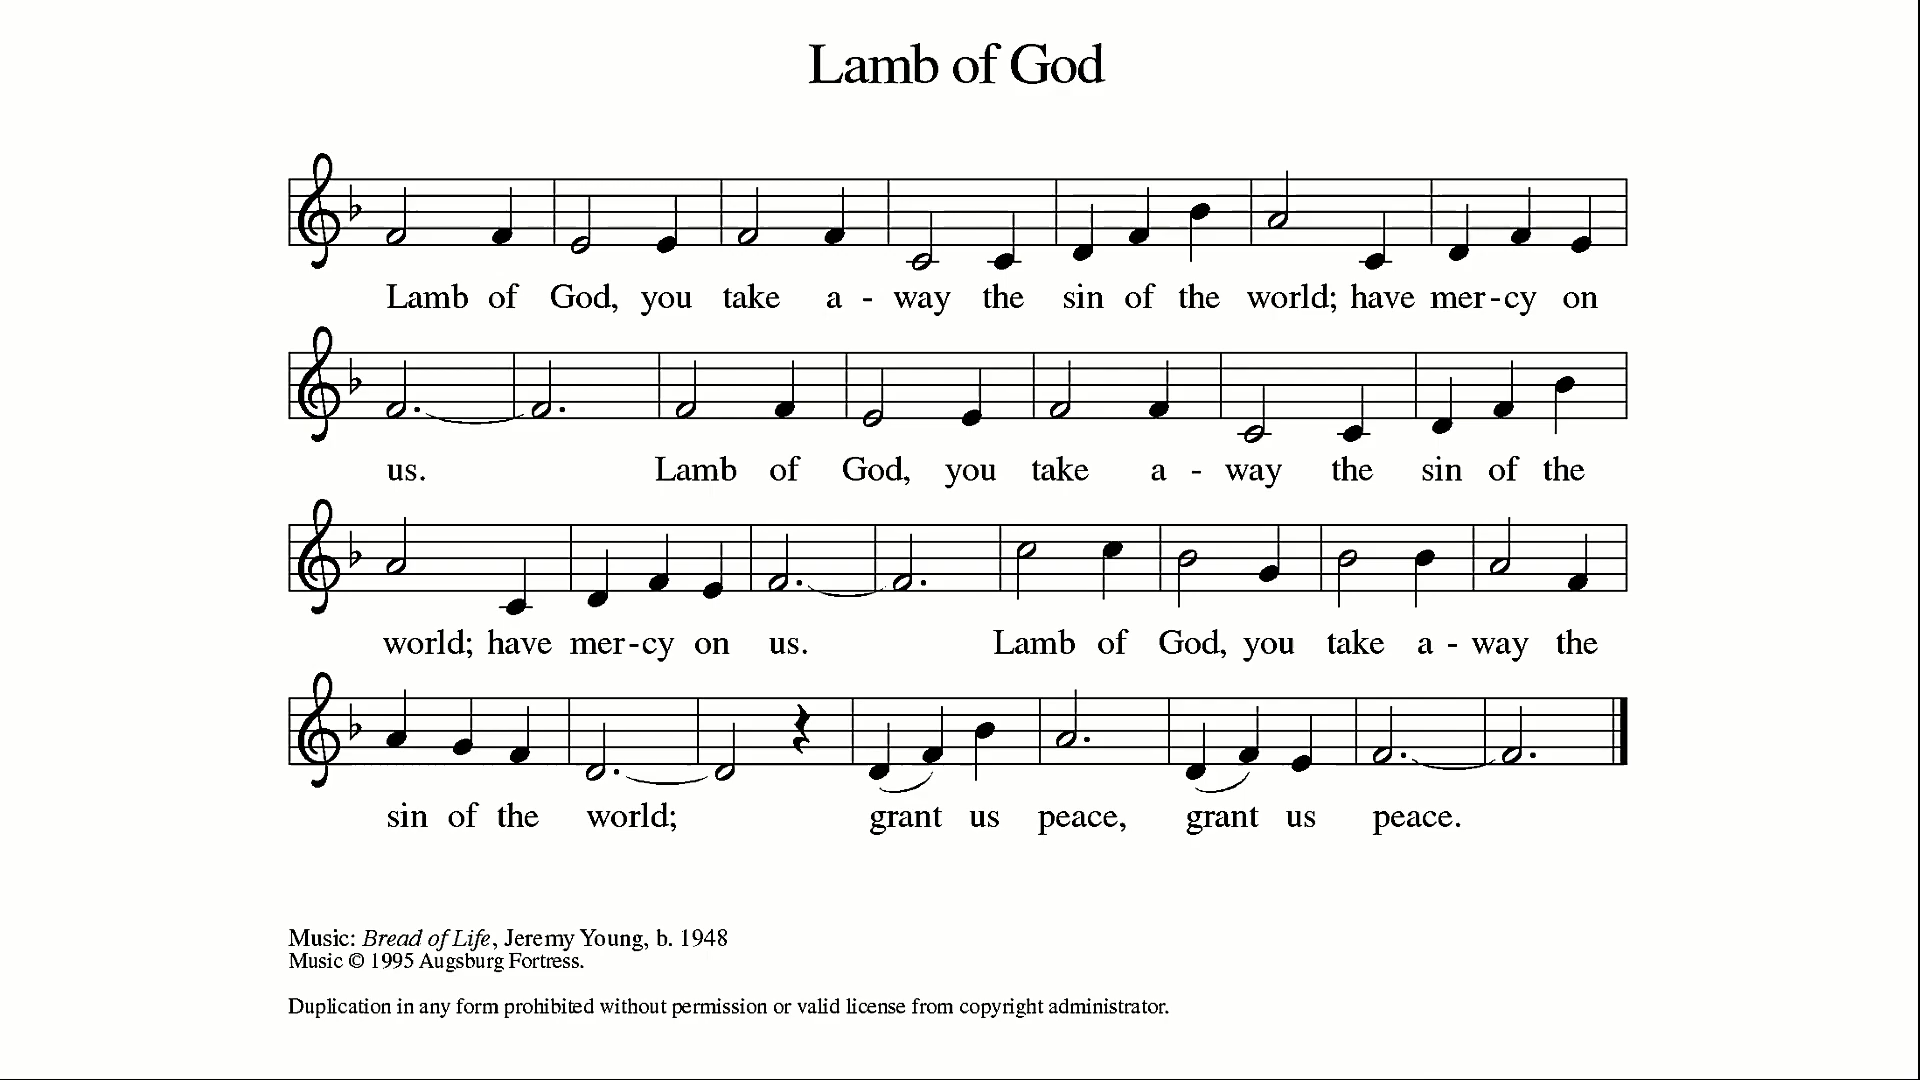 Lamb of God
Lamb of God, you take a - way the sin of the world; have mer - cy on
us. Lamb of God, you take a - way the sin of the
world; have mer - cy on us. Lamb of God, you take a - way the
sin of the world; grant us peace, grant us peace.
Music: Bread of Life, Jeremy Young, b. 1948
Music © 1995 Augsburg Fortress.
Duplication in any form prohibited without permission or valid license from copyright administrator.